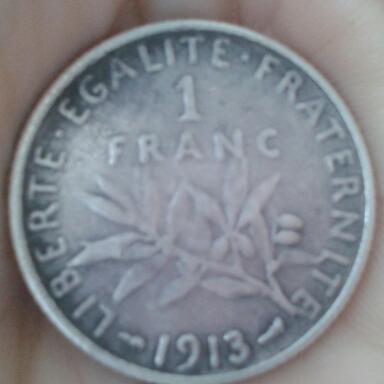 LIBERTE · EGALITE · FRATERNITE
1
FRANC
1913